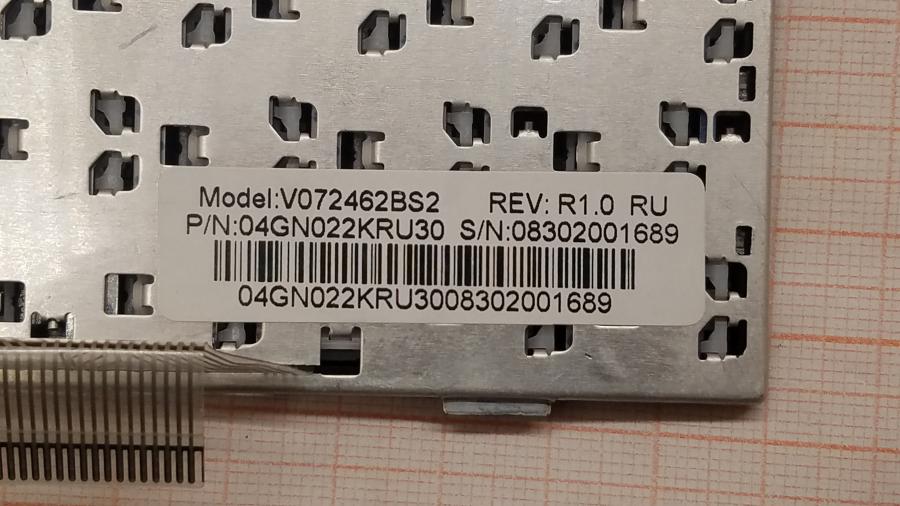 Model:V072462BS2 REV: R1.0 RU
P/N:04GN022KRU30 S/N:08302001689
04GN022KRU3008302001689